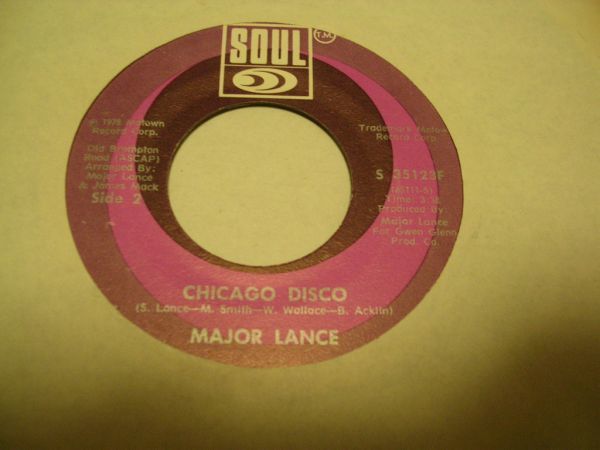 SOUL
T.M.
℗ 1978 Motown
Record Corp.
Old Brompton
Road (ASCAP)
Arranged By:
Major Lance
& James Mack
Side 2
Trademark Motown
Record Corp.
S 35123F
Time: 3:18
Produced By:
Major Lance
For Gwen Glenn
Prod. Co.
CHICAGO DISCO
(S. Lance—M. Smith—W. Wallace—B. Acklin)
MAJOR LANCE